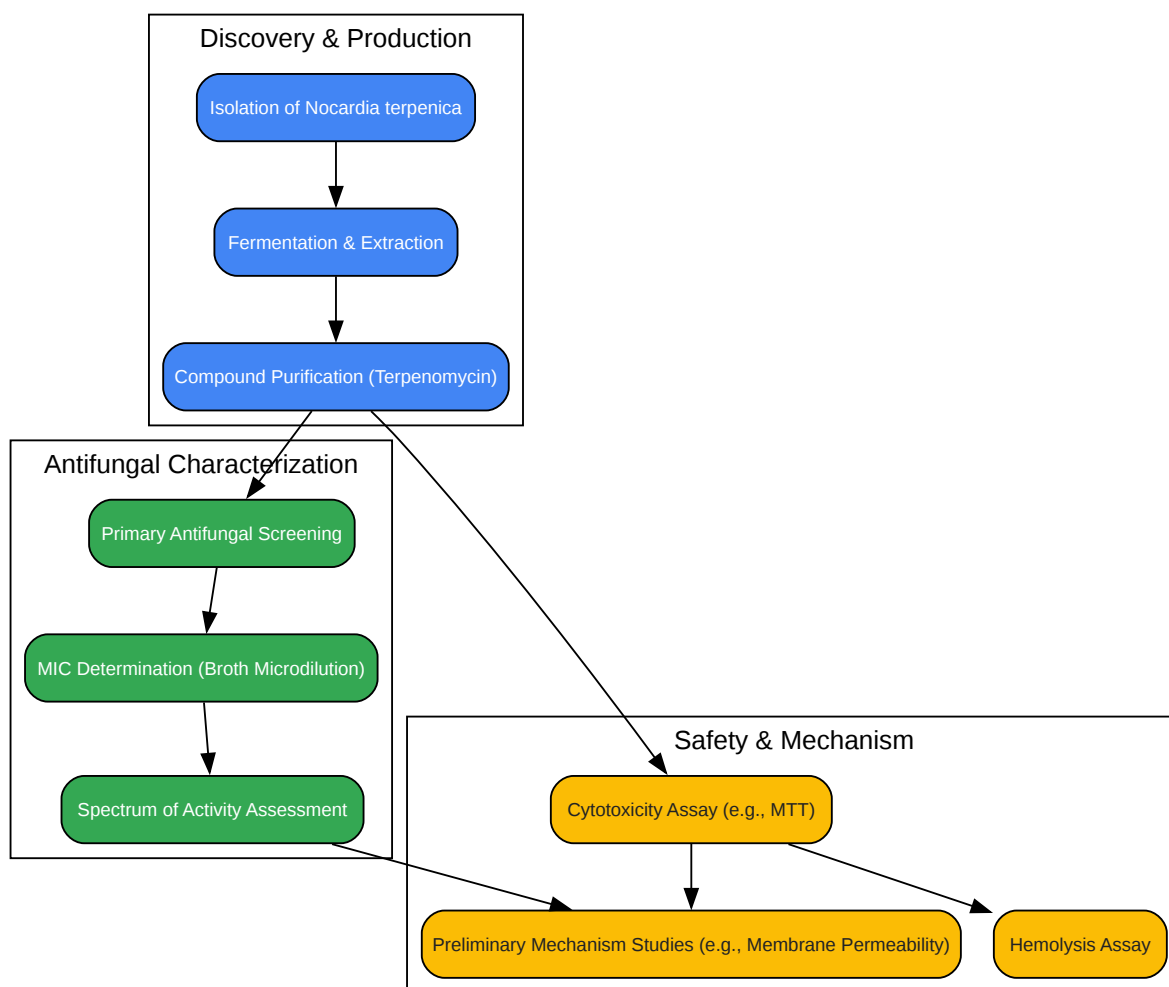 Discovery & Production
Isolation of Nocardia terpenica
Fermentation & Extraction
Compound Purification (Terpenomycin)
Antifungal Characterization
Primary Antifungal Screening
MIC Determination (Broth Microdilution)
Spectrum of Activity Assessment
Safety & Mechanism
Cytotoxicity Assay (e.g., MTT)
Preliminary Mechanism Studies (e.g., Membrane Permeability)
Hemolysis Assay